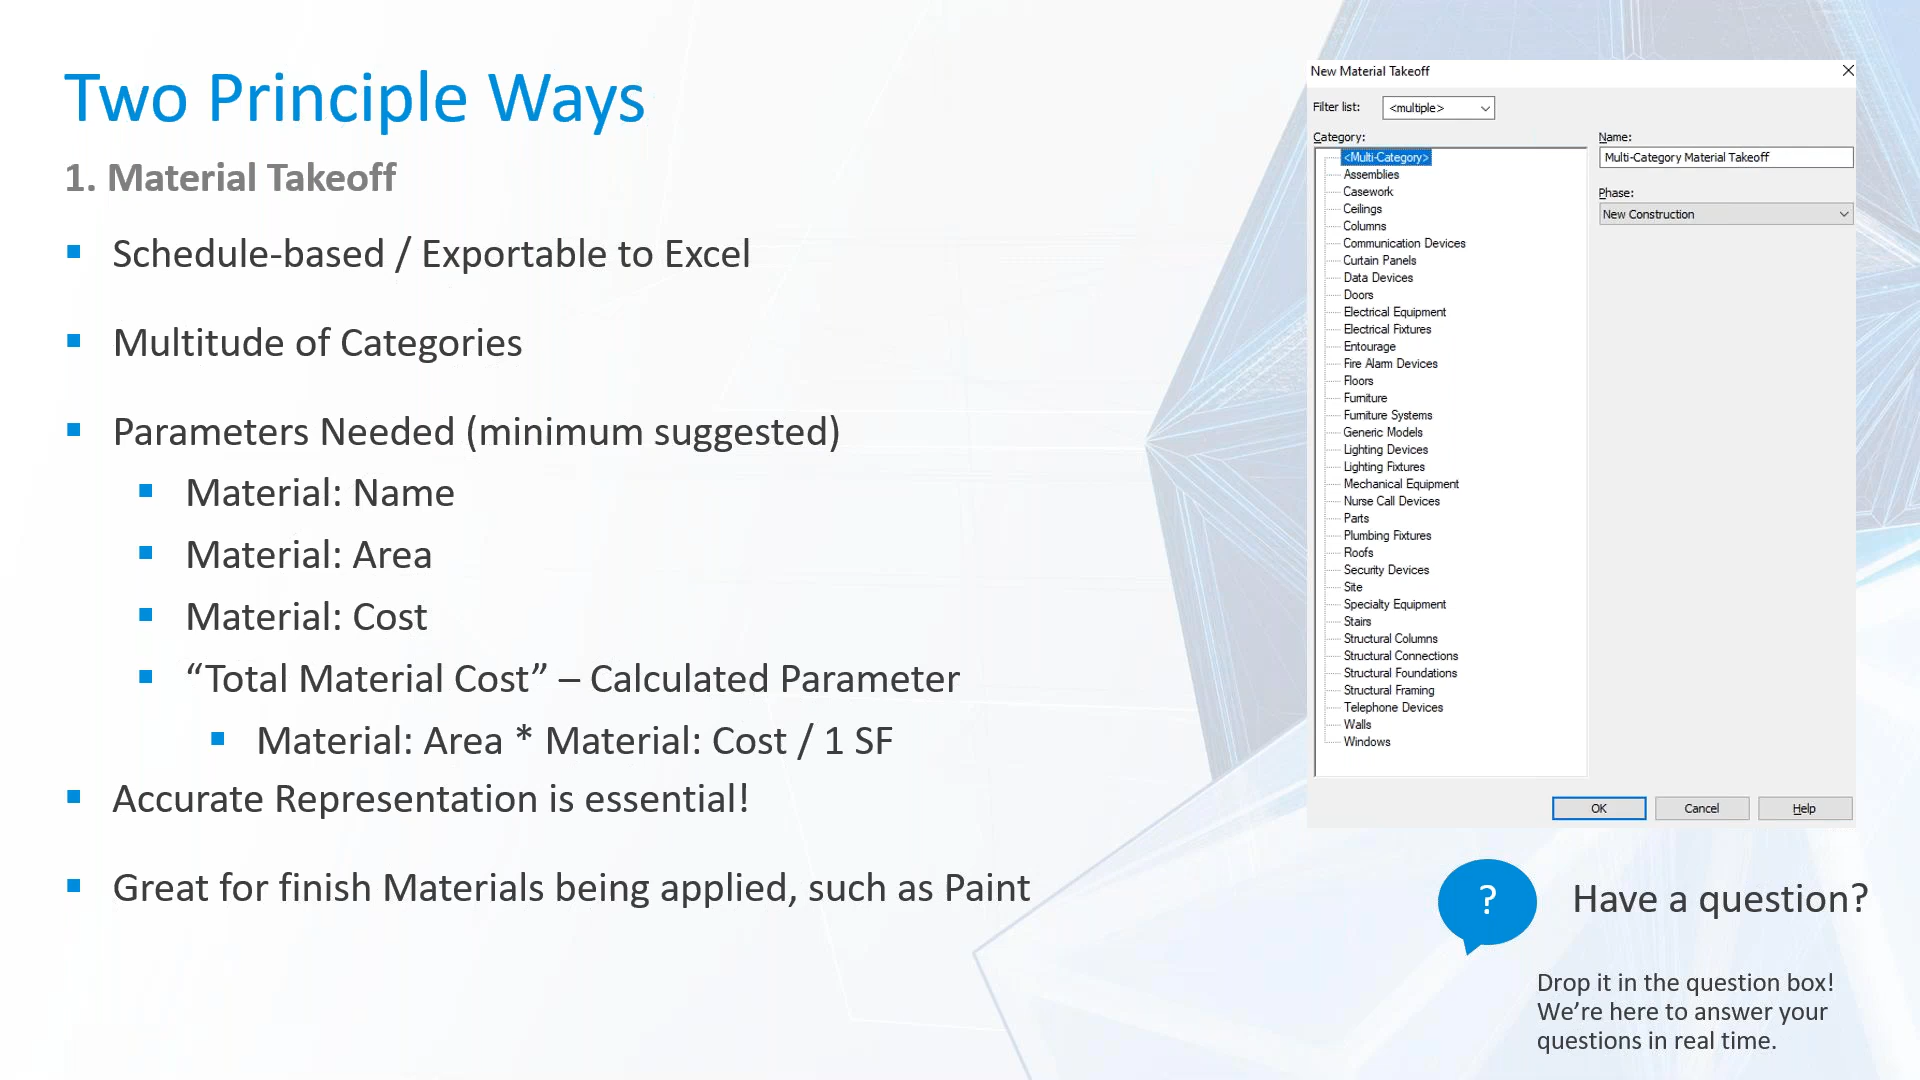 Two Principle Ways
1. Material Takeoff
Schedule-based / Exportable to Excel
Multitude of Categories
Parameters Needed (minimum suggested)
Material: Name
Material: Area
Material: Cost
“Total Material Cost” – Calculated Parameter
Material: Area * Material: Cost / 1 SF
Accurate Representation is essential!
Great for finish Materials being applied, such as Paint
New Material Takeoff
Filter list:
<multiple>
Category:
<Multi-Category>
Assemblies
Casework
Ceilings
Columns
Communication Devices
Curtain Panels
Data Devices
Doors
Electrical Equipment
Electrical Fixtures
Entourage
Fire Alarm Devices
Floors
Furniture
Furniture Systems
Generic Models
Lighting Devices
Lighting Fixtures
Mechanical Equipment
Nurse Call Devices
Parts
Plumbing Fixtures
Roofs
Security Devices
Site
Specialty Equipment
Stairs
Structural Columns
Structural Connections
Structural Foundations
Structural Framing
Telephone Devices
Walls
Windows
Name:
Multi-Category Material Takeoff
Phase:
New Construction
OK
Cancel
Help
?
Have a question?
Drop it in the question box!
We’re here to answer your
questions in real time.